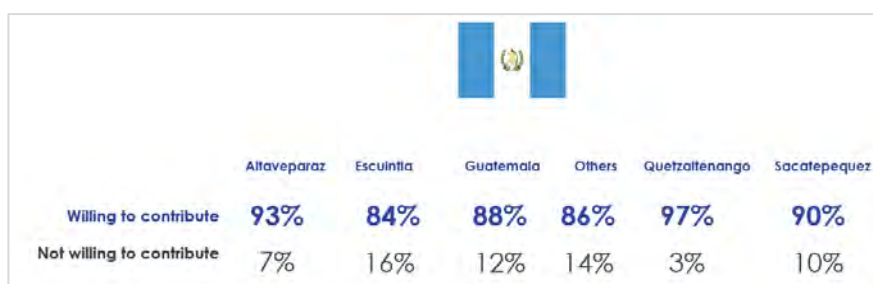 Altaveparaz Escuintla Guatemala Others Quetzaltenango Sacatepequez
Willing to contribute 93% 84% 88% 86% 97% 90%
Not willing to contribute 7% 16% 12% 14% 3% 10%